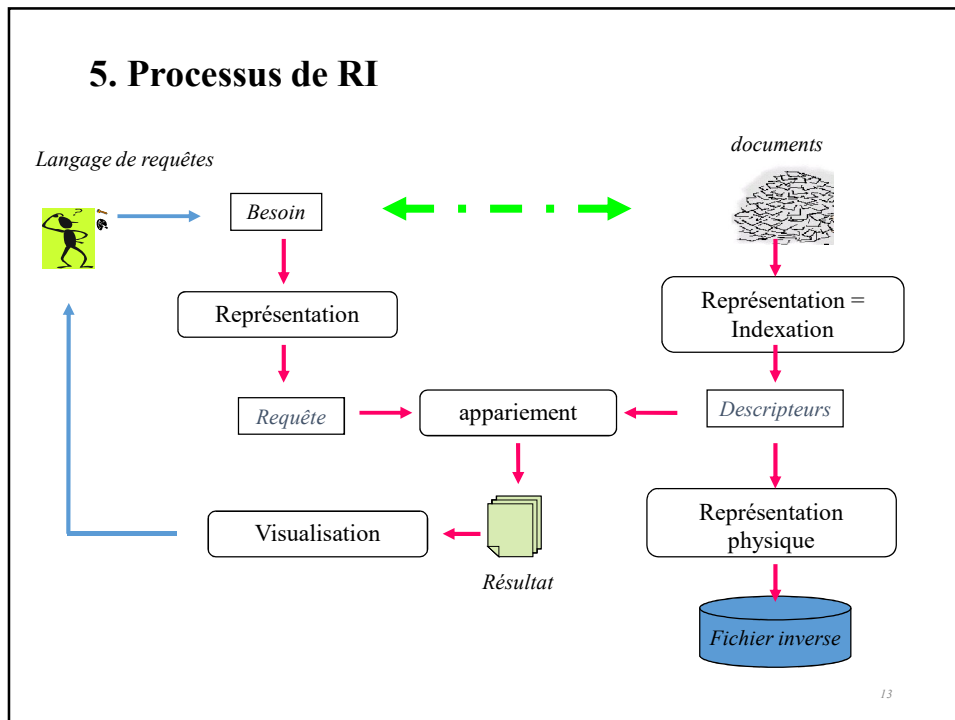 5. Processus de RI
documents
Langage de requêtes
Besoin
?
Représentation
Représentation =
Indexation
Requête
appariement
Descripteurs
Visualisation
Résultat
Représentation
physique
Fichier inverse
13